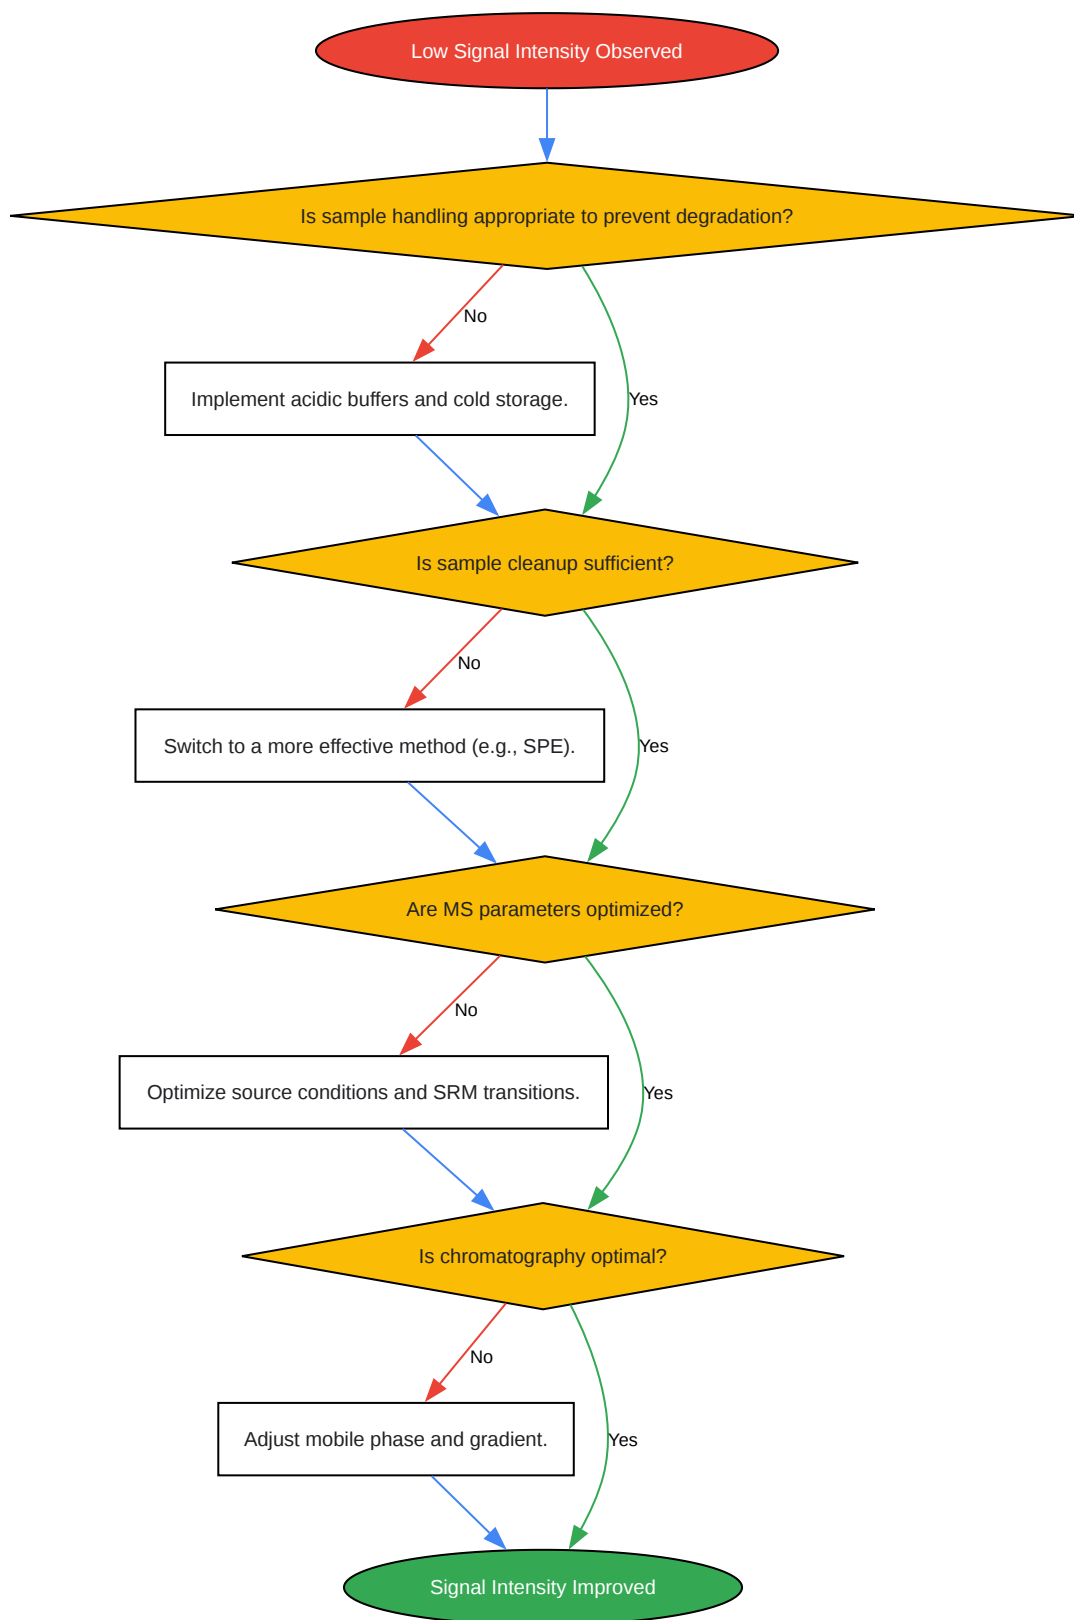 Low Signal Intensity Observed
Is sample handling appropriate to prevent degradation?
No
Implement acidic buffers and cold storage.
Yes
Is sample cleanup sufficient?
No
Switch to a more effective method (e.g., SPE).
Yes
Are MS parameters optimized?
No
Optimize source conditions and SRM transitions.
Yes
Is chromatography optimal?
No
Adjust mobile phase and gradient.
Yes
Signal Intensity Improved